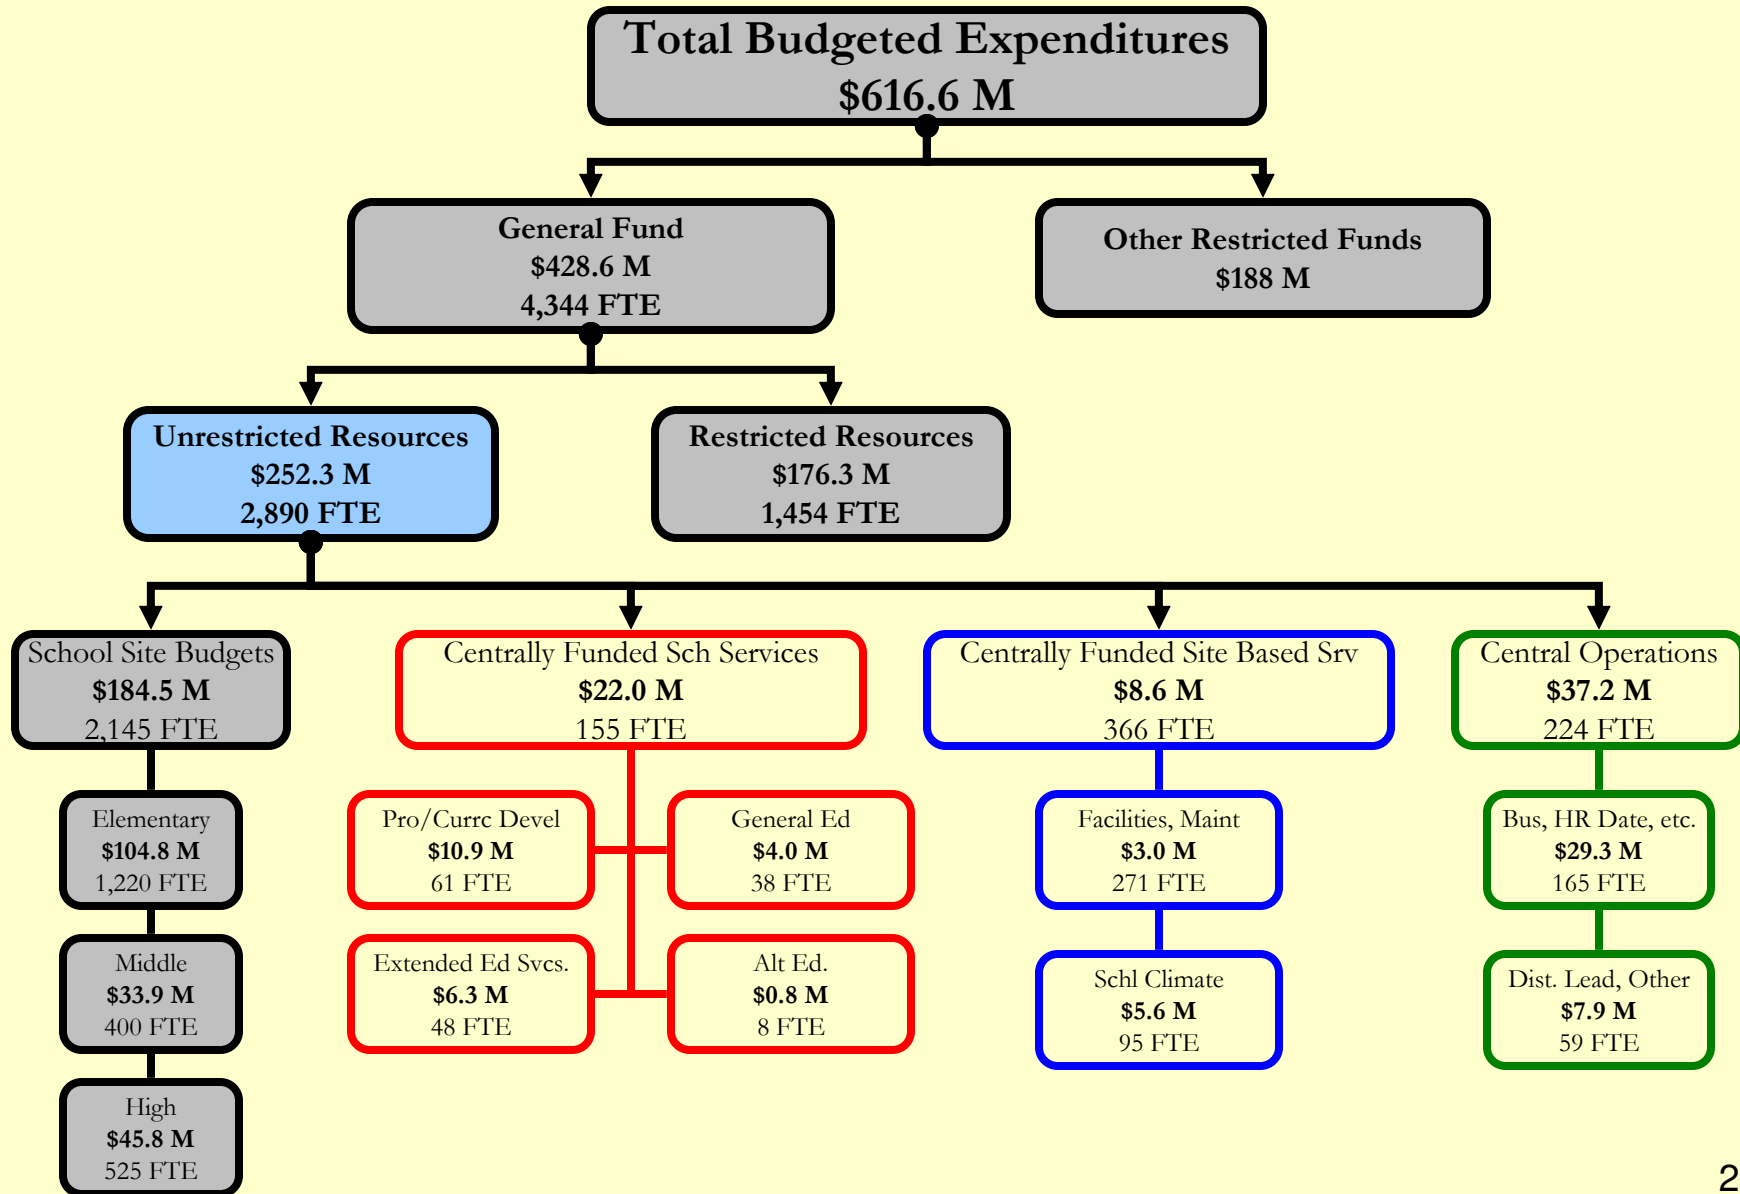 Total Budgeted Expenditures
$616.6 M
General Fund
$428.6 M
4,344 FTE
Other Restricted Funds
$188 M
Unrestricted Resources
$252.3 M
2,890 FTE
Restricted Resources
$176.3 M
1,454 FTE
School Site Budgets
$184.5 M
2,145 FTE
Centrally Funded Sch Services
$22.0 M
155 FTE
Centrally Funded Site Based Srv
$8.6 M
366 FTE
Central Operations
$37.2 M
224 FTE
Elementary
$104.8 M
1,220 FTE
Pro/Currc Devel
$10.9 M
61 FTE
General Ed
$4.0 M
38 FTE
Facilities, Maint
$3.0 M
271 FTE
Bus, HR Date, etc.
$29.3 M
165 FTE
Middle
$33.9 M
400 FTE
Extended Ed Svcs.
$6.3 M
48 FTE
Alt Ed.
$0.8 M
8 FTE
Schl Climate
$5.6 M
95 FTE
Dist. Lead, Other
$7.9 M
59 FTE
High
$45.8 M
525 FTE
2